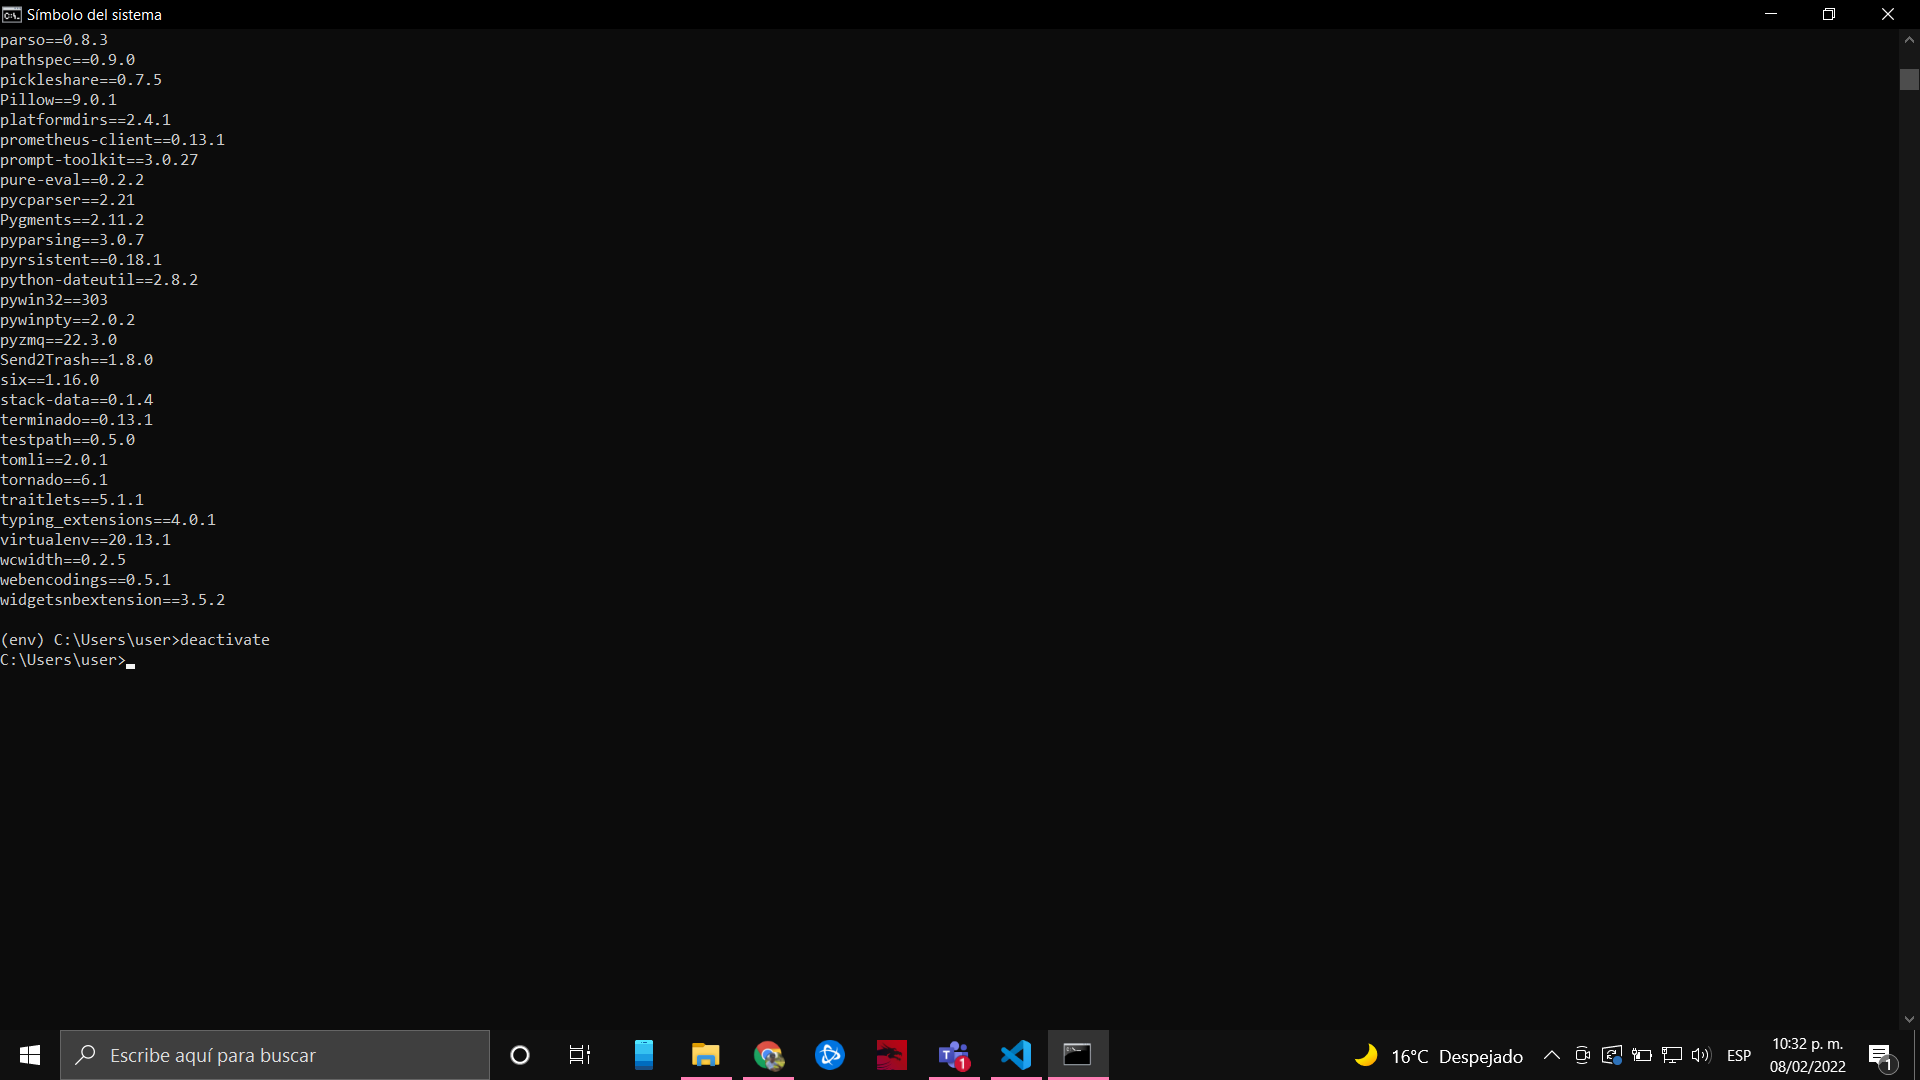 Símbolo del sistema
parso==0.8.3
pathspec==0.9.0
pickleshare==0.7.5
Pillow==9.0.1
platformdirs==2.4.1
prometheus-client==0.13.1
prompt-toolkit==3.0.27
pure-eval==0.2.2
pycparser==2.21
Pygments==2.11.2
pyparsing==3.0.7
pyrsistent==0.18.1
python-dateutil==2.8.2
pywin32==303
pywinpty==2.0.2
pyzmq==22.3.0
Send2Trash==1.8.0
six==1.16.0
stack-data==0.1.4
terminado==0.13.1
testpath==0.5.0
tomli==2.0.1
tornado==6.1
traitlets==5.1.1
typing_extensions==4.0.1
virtualenv==20.13.1
wcwidth==0.2.5
webencodings==0.5.1
widgetsnbextension==3.5.2
(env) C:\Users\user>deactivate
C:\Users\user>
Escribe aquí para buscar
16°C Despejado
ESP
10:32 p. m.
08/02/2022
1
1